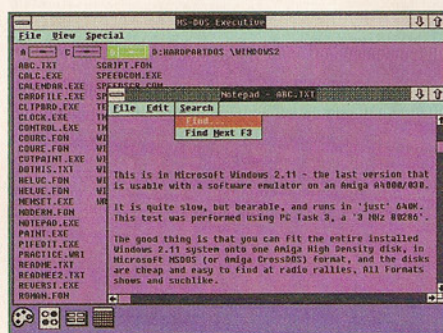 MS-DOS Executive
File View Special
A C D D:HARDPARTDOS \WINDOWS2
ABC.TXT SCRIPT.FON
CALC.EXE SPEEDCOM.EXE
CALENDAR.EXE SPEEDSCR.COM
CARDFILE.EXE
CLIPBRD.EXE
CLOCK.EXE
CONTROL.EXE
COURC.FON
COURE.FON
CUTPAINT.EXE
DOTHIS.TXT
HELVC.FON
HELVE.FON
MEMSET.EXE
MODERN.FON
NOTEPAD.EXE
PAINT.EXE
PIFEDIT.EXE
PRACTICE.WRI
README.TXT
README2.TXT
REVERSI.EXE
ROMAN.FON
Notepad - ABC.TXT
File Edit Search
Find...
Find Next F3
This is in Microsoft Windows 2.11 - the last version that
is usable with a software emulator on an Amiga A4000/030.
It is quite slow, but bearable, and runs in 'just' 640K.
This test was performed using PC Task 3, a '3 MHz 80286'.
The good thing is that you can fit the entire installed
Windows 2.11 system onto one Amiga High Density disk, in
Microsoft MSDOS (or Amiga CrossDOS) format, and the disks
are cheap and easy to find at radio rallies, All Formats
shows and suchlike.